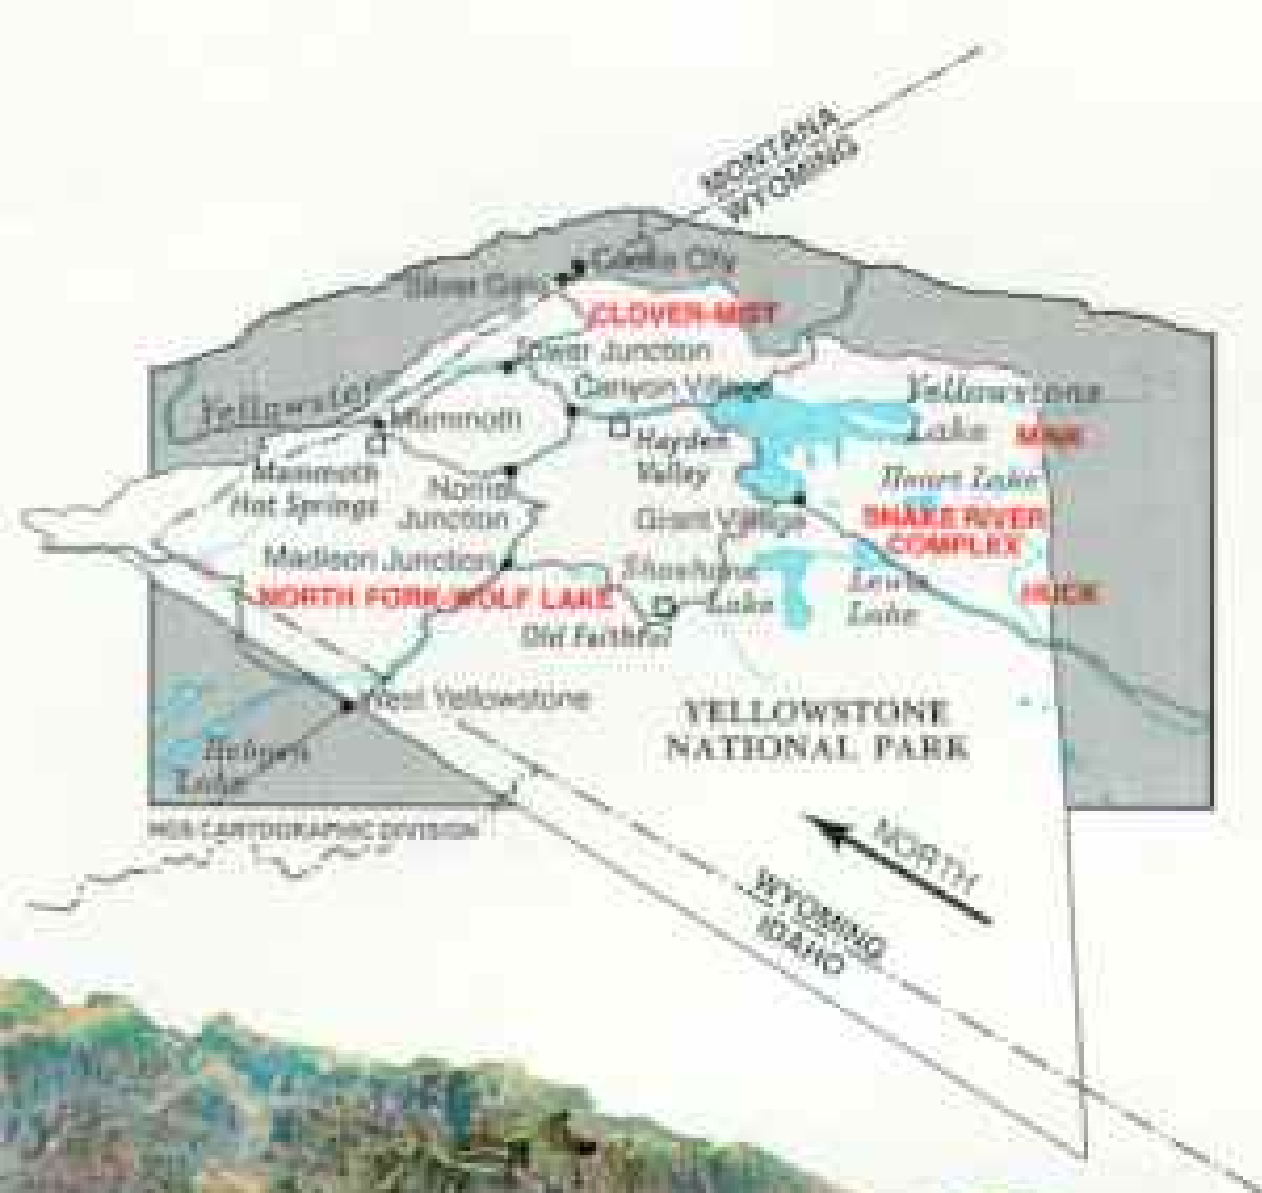 MONTANA
WYOMING
Cooke City
Silver Gate
CLOVER-MIST
Tower Junction
Canyon Village
Yellowstone
Lake
Mammoth
Hayden
Valley
MINK
Mammoth
Hot Springs
Norris
Junction
Heart Lake
Grant Village
SNAKE RIVER
COMPLEX
Madison Junction
Shoshone
Lake
Lewis
Lake
HUCK
NORTH FORK-WOLF LAKE
Old Faithful
West Yellowstone
YELLOWSTONE
NATIONAL PARK
Hebgen
Lake
NGS CARTOGRAPHIC DIVISION
NORTH
WYOMING
IDAHO